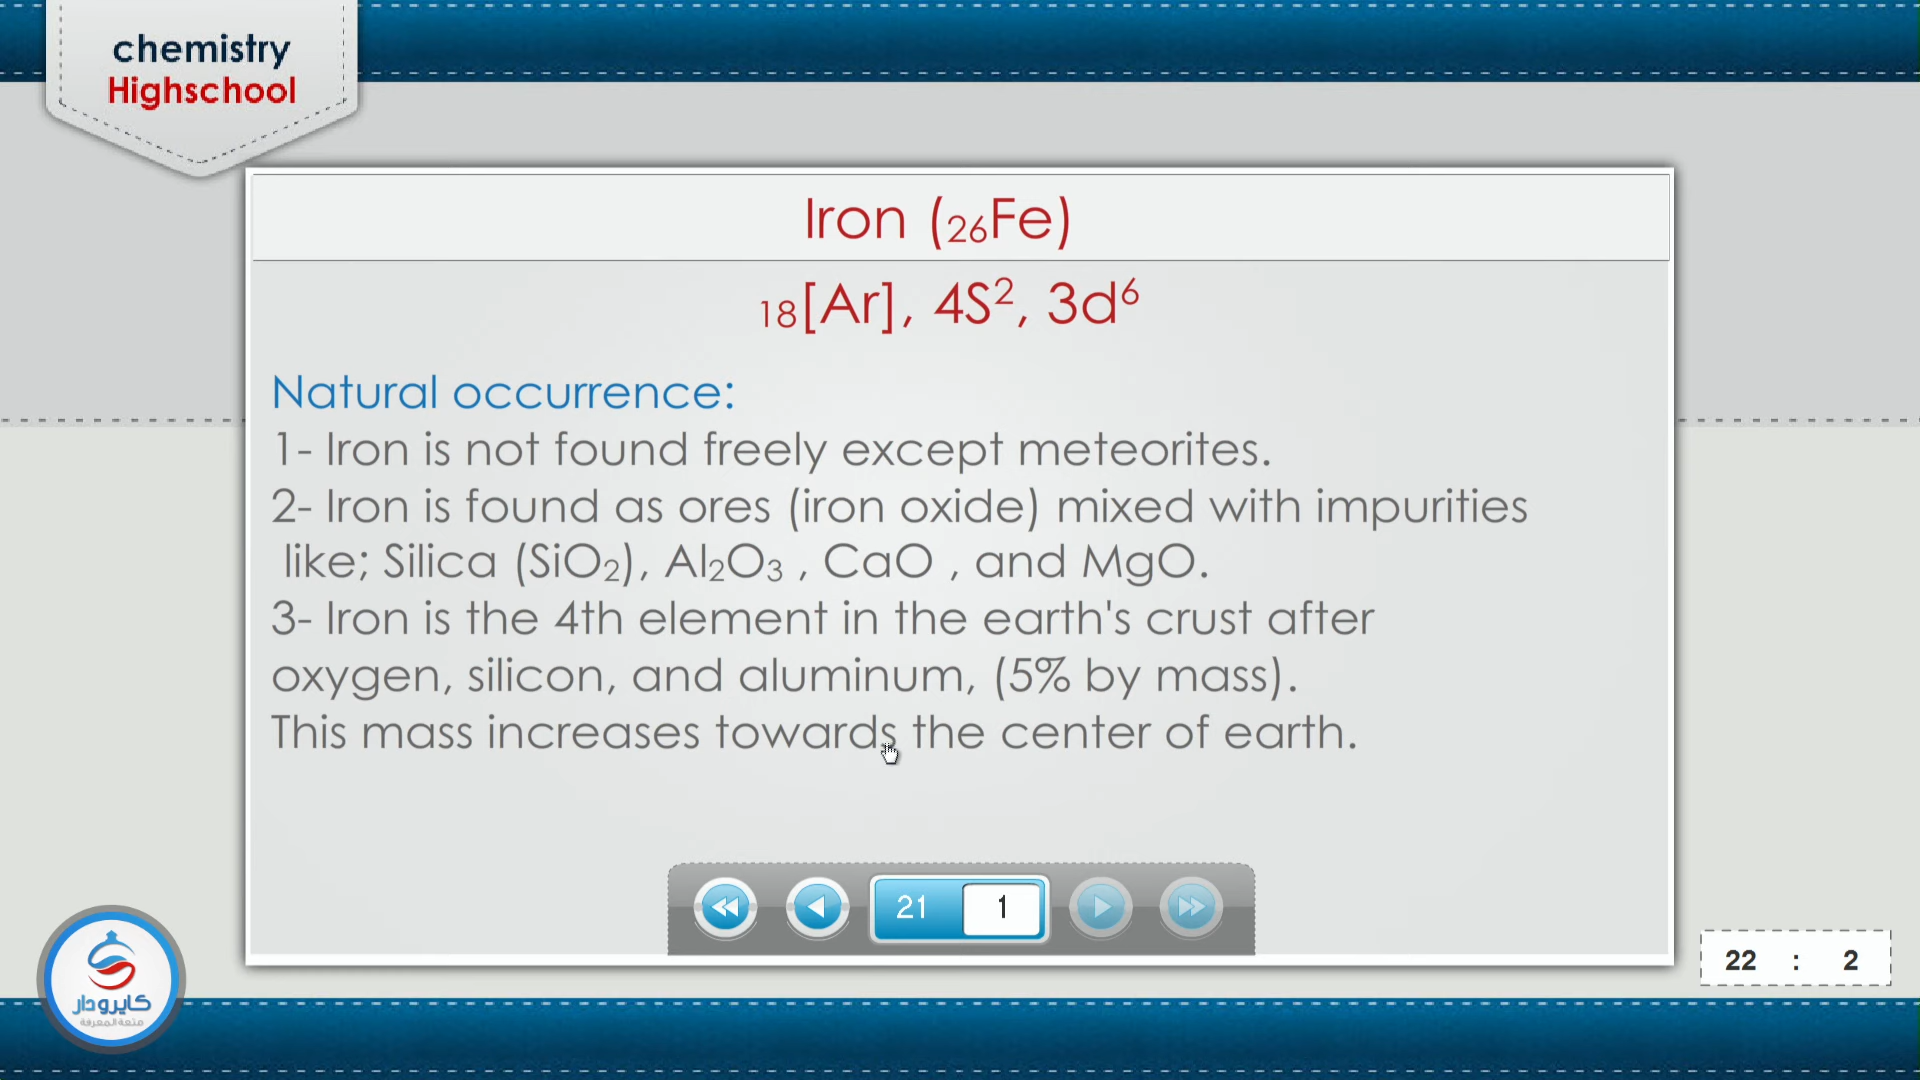 chemistry
Highschool
Iron (₂₆Fe)
₁₈[Ar], 4S², 3d⁶
Natural occurrence:
1- Iron is not found freely except meteorites.
2- Iron is found as ores (iron oxide) mixed with impurities
like; Silica (SiO₂), Al₂O₃ , CaO , and MgO.
3- Iron is the 4th element in the earth's crust after
oxygen, silicon, and aluminum, (5% by mass).
This mass increases towards the center of earth.
21 1
22 : 2
كايرودار
متعة المعرفة